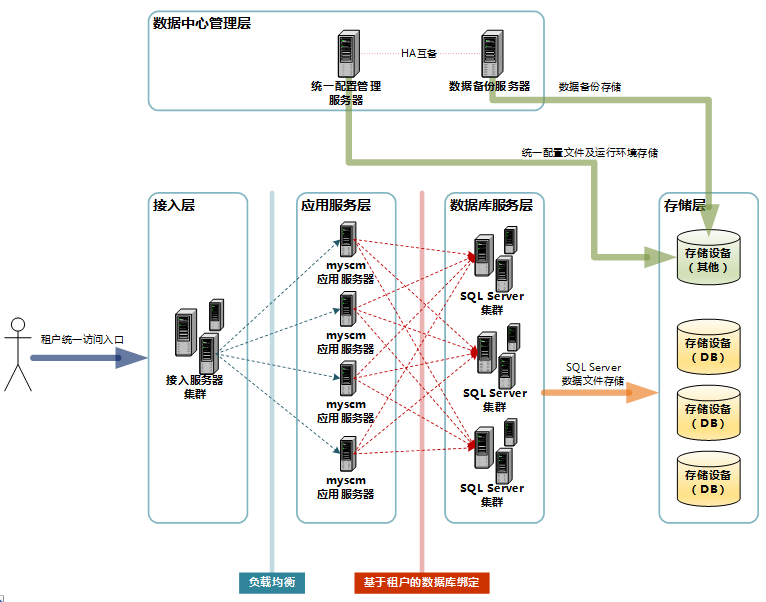 数据中心管理层
HA互备
统一配置管理
服务器
数据备份服务器
数据备份存储
统一配置文件及运行环境存储
接入层
应用服务层
数据库服务层
存储层
租户统一访问入口
接入服务器
集群
myscm
应用服务器
myscm
应用服务器
myscm
应用服务器
myscm
应用服务器
SQL Server
集群
SQL Server
集群
SQL Server
集群
SQL Server
数据文件存储
存储设备
（其他）
存储设备
（DB）
存储设备
（DB）
存储设备
（DB）
负载均衡
基于租户的数据库绑定